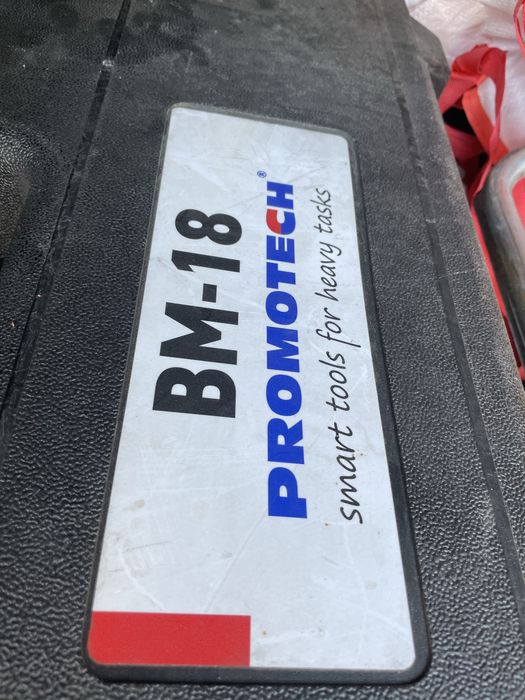 BM-18
PROMOTECH®
smart tools for heavy tasks